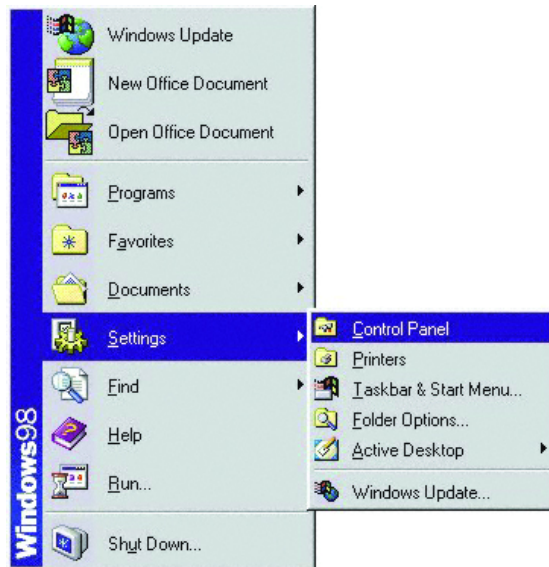 Windows Update
New Office Document
Open Office Document
Programs
Favorites
Documents
Settings
Find
Help
Run...
Shut Down...
Windows98
Control Panel
Printers
Taskbar & Start Menu...
Folder Options...
Active Desktop
Windows Update...